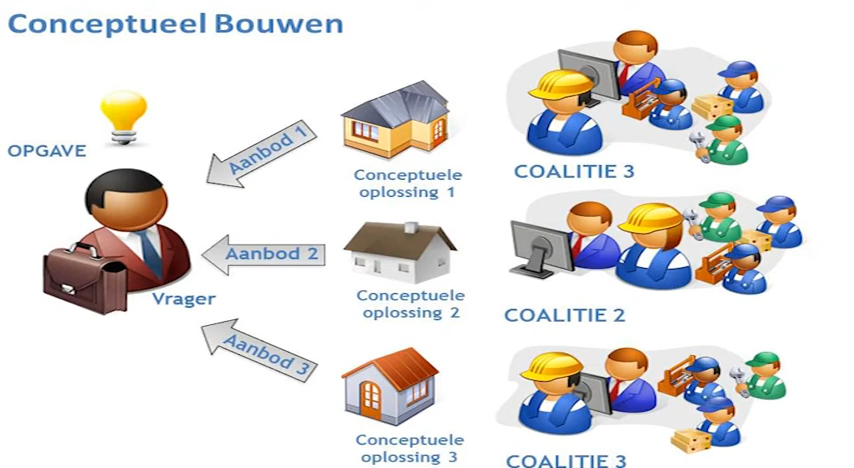 Conceptueel Bouwen
OPGAVE
Vrager
Aanbod 1
Conceptuele
oplossing 1
COALITIE 3
Aanbod 2
Conceptuele
oplossing 2
COALITIE 2
Aanbod 3
Conceptuele
oplossing 3
COALITIE 3